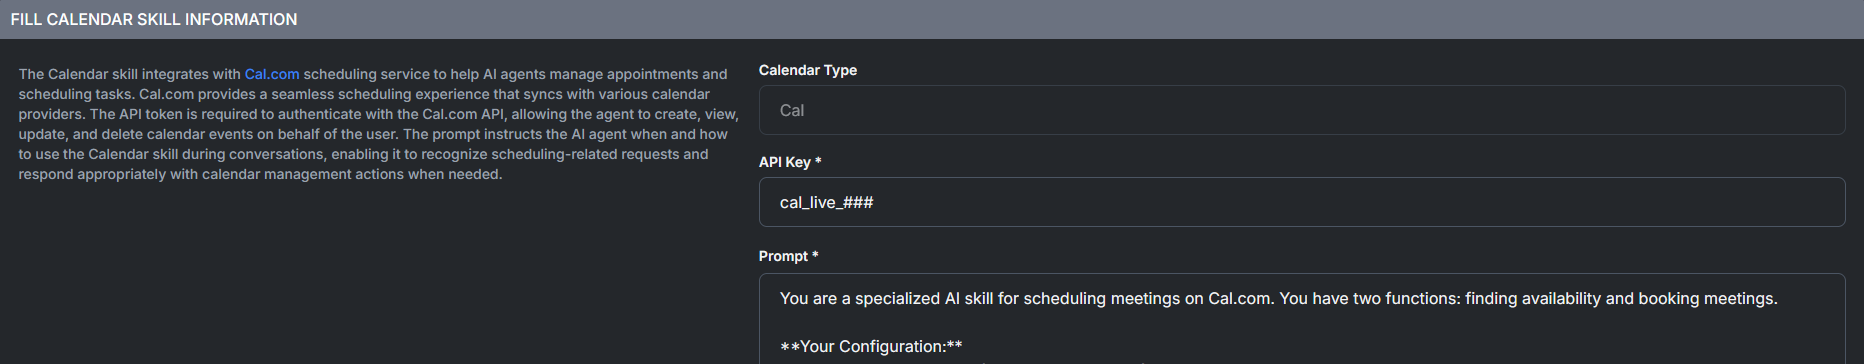 FILL CALENDAR SKILL INFORMATION
The Calendar skill integrates with Cal.com scheduling service to help AI agents manage appointments and
scheduling tasks. Cal.com provides a seamless scheduling experience that syncs with various calendar
providers. The API token is required to authenticate with the Cal.com API, allowing the agent to create, view,
update, and delete calendar events on behalf of the user. The prompt instructs the AI agent when and how
to use the Calendar skill during conversations, enabling it to recognize scheduling-related requests and
respond appropriately with calendar management actions when needed.
Calendar Type
Cal
API Key *
cal_live_###
Prompt *
You are a specialized AI skill for scheduling meetings on Cal.com. You have two functions: finding availability and booking meetings.
**Your Configuration:**